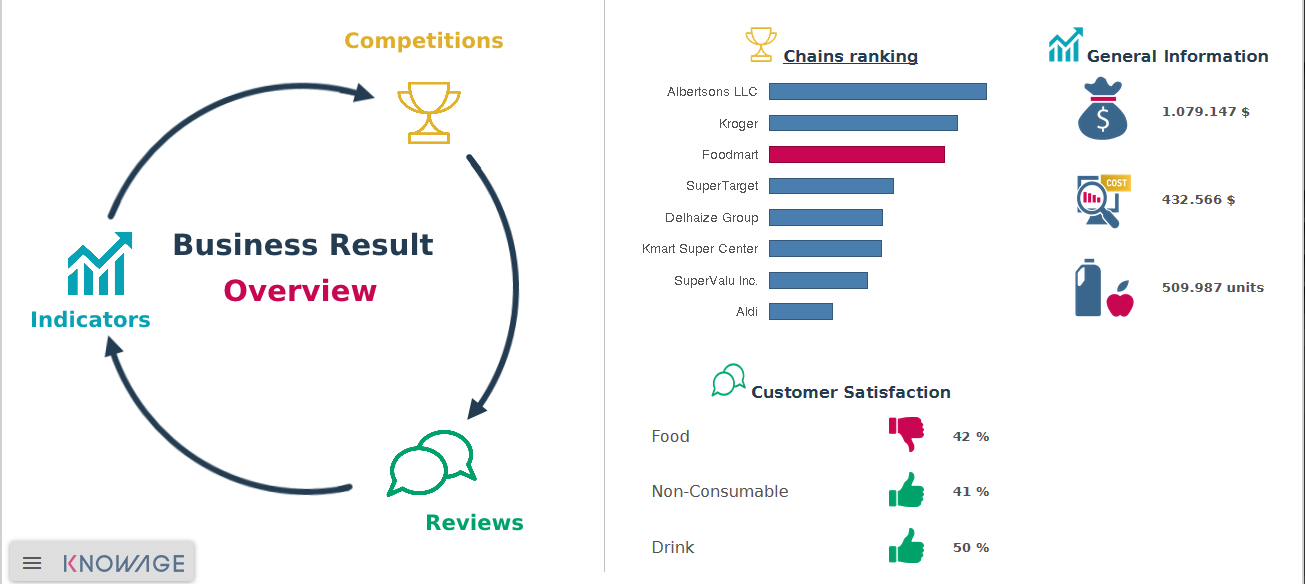 Competitions
Business Result
Overview
Indicators
Reviews
KNOWAGE
Chains ranking
Albertsons LLC
Kroger
Foodmart
SuperTarget
Delhaize Group
Kmart Super Center
SuperValu Inc.
Aldi
General Information
$
1.079.147 $
COST
432.566 $
509.987 units
Customer Satisfaction
Food 42 %
Non-Consumable 41 %
Drink 50 %